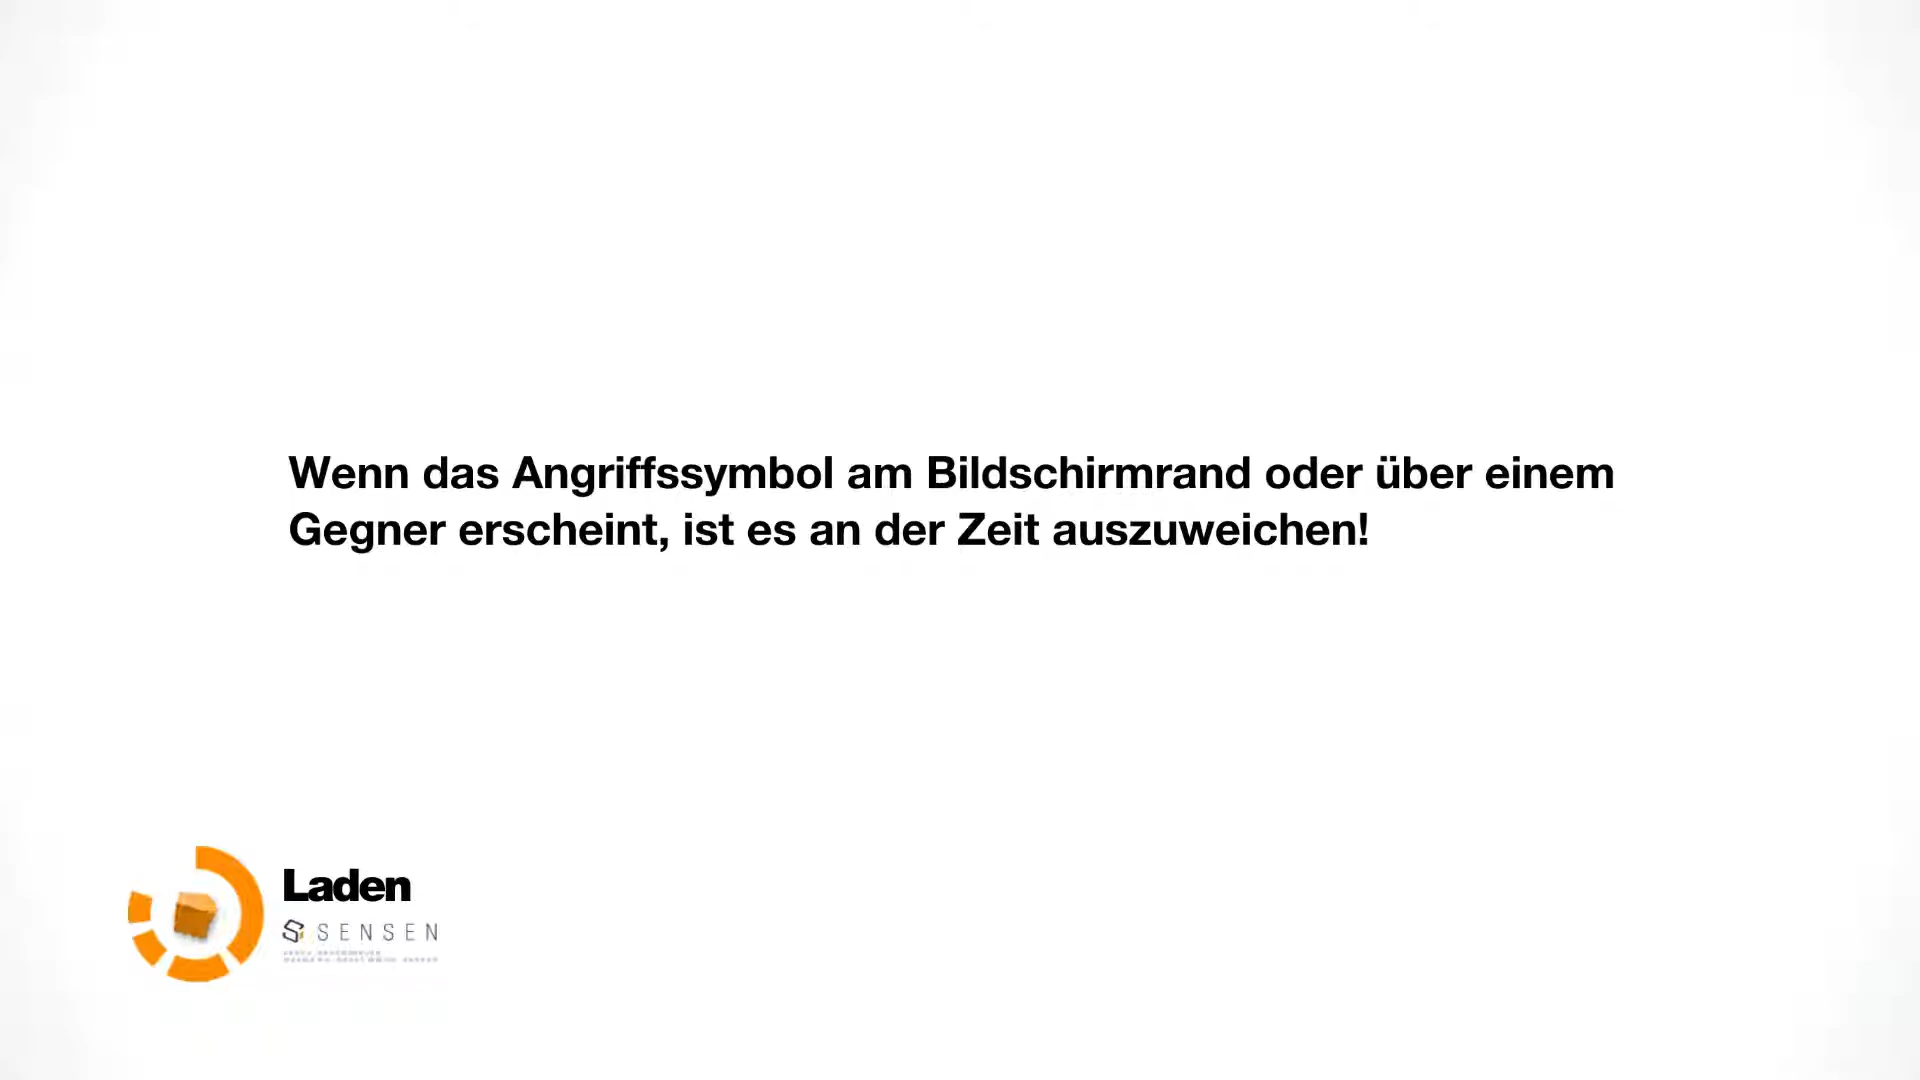 Wenn das Angriffssymbol am Bildschirmrand oder über einem
Gegner erscheint, ist es an der Zeit auszuweichen!
Laden
SENSEN